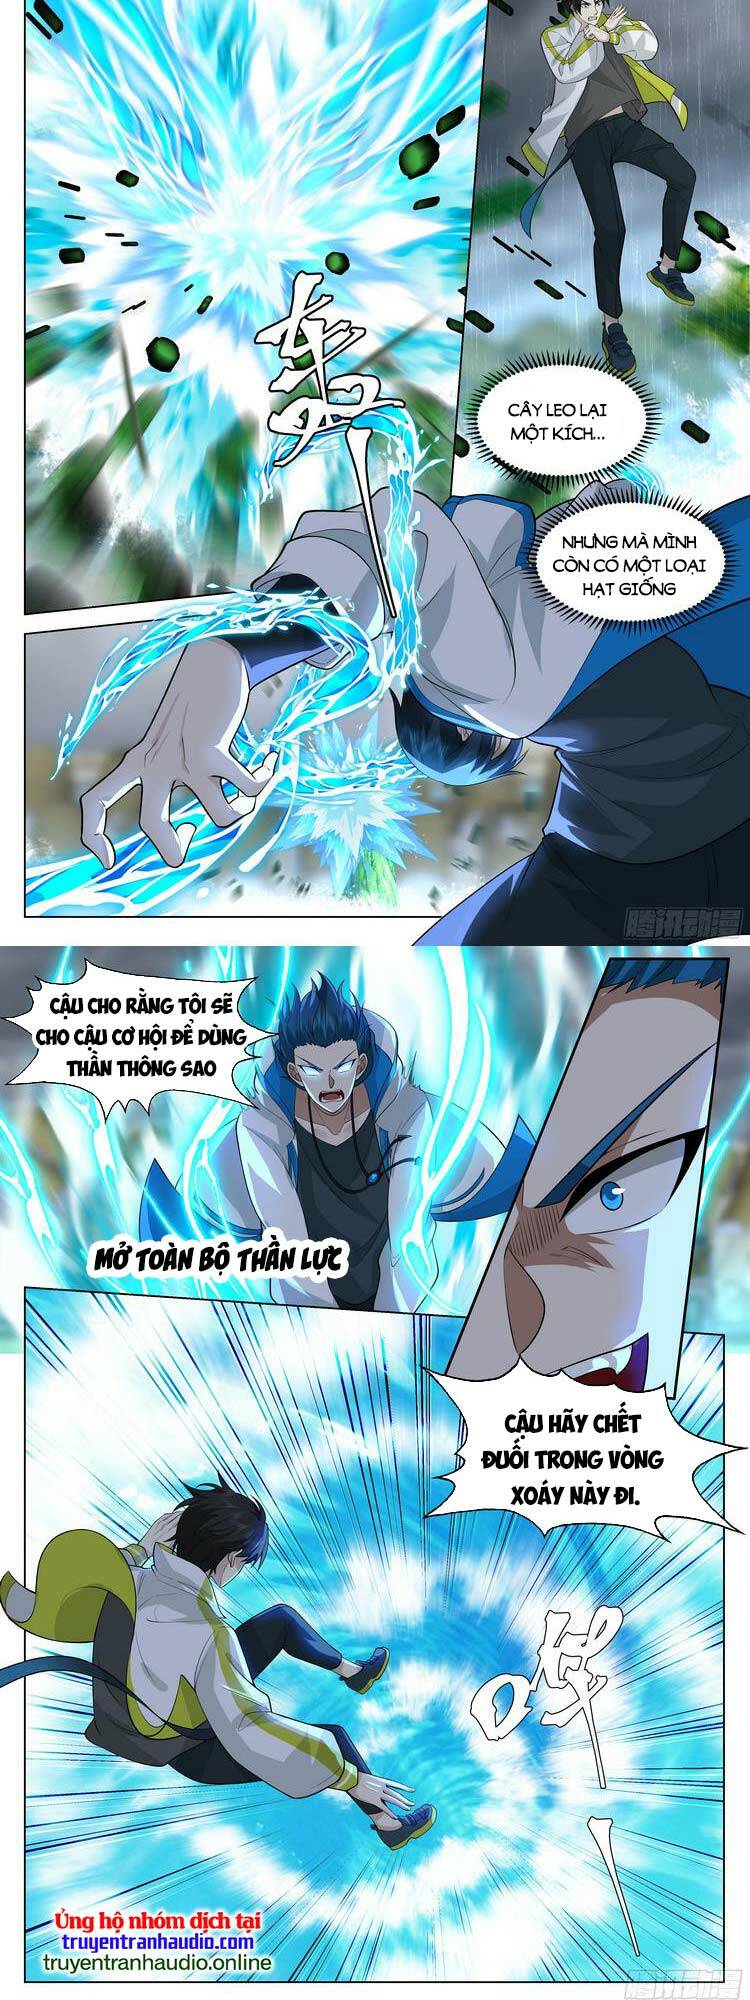 CÂY LEO LẠI
MỘT KÍCH...
NHƯNG MÀ MÌNH
CÒN CÓ MỘT LOẠI
HẠT GIỐNG
CẬU CHO RẰNG TÔI SẼ
CHO CẬU CƠ HỘI ĐỂ DÙNG
THẦN THÔNG SAO
MỞ TOÀN BỘ THẦN LỰC
CẬU HÃY CHẾT
ĐUỐI TRONG VÒNG
XOÁY NÀY ĐI.
Ủng hộ nhóm dịch tại
truyentranhaudio.com
truyentranhaudio.online